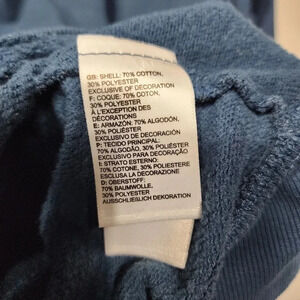 GB: SHELL: 70% COTTON,
30% POLYESTER
EXCLUSIVE OF DECORATION
F: COQUE: 70% COTON,
30% POLYESTER
À L'EXCEPTION DES
DÉCORATIONS
E: ARMAZÓN: 70% ALGODÓN,
30% POLIÉSTER
EXCLUSIVO DE DECORACIÓN
P: TECIDO PRINCIPAL:
70% ALGODÃO, 30% POLIÉSTER
EXCLUSIVO PARA DECORAÇÃO
I: STRATO ESTERNO:
70% COTONE, 30% POLIESTERE
ESCLUSA LA DECORAZIONE
D: OBERSTOFF:
70% BAUMWOLLE,
30% POLYESTER
AUSSCHLIESLICH DEKORATION